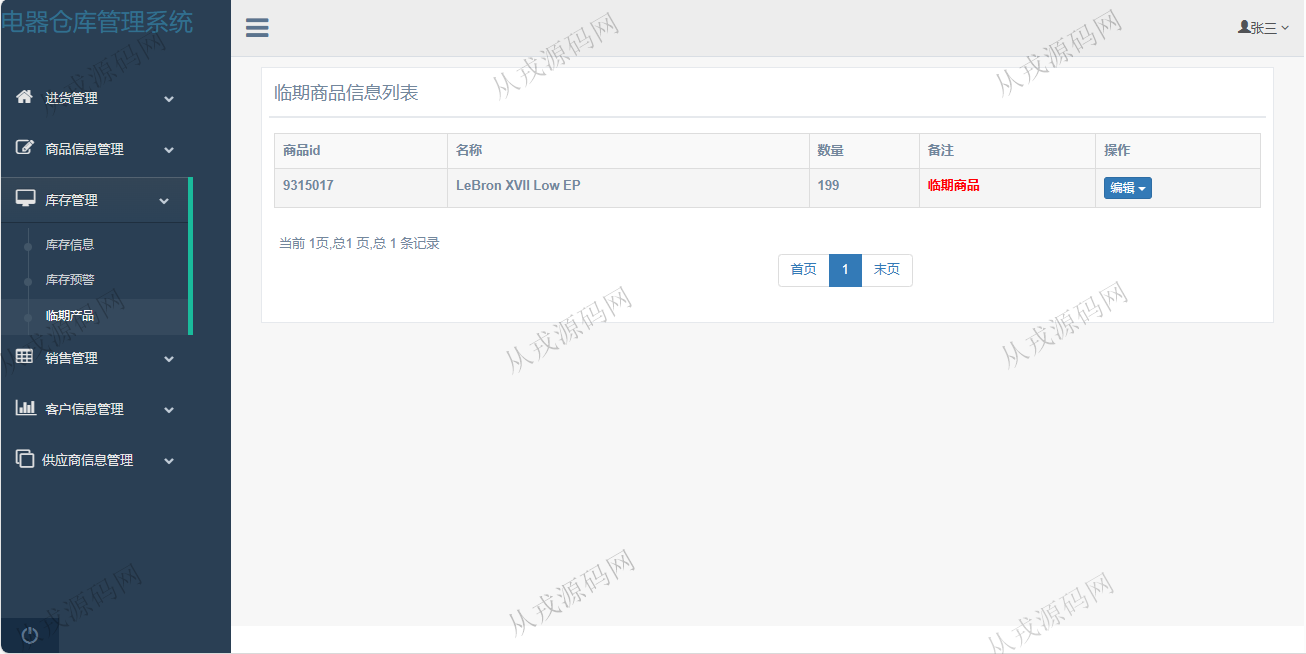 电器仓库管理系统
张三
进货管理
商品信息管理
库存管理
库存信息
库存预警
临期产品
销售管理
客户信息管理
供应商信息管理
临期商品信息列表
商品id 名称 数量 备注 操作
9315017 LeBron XVII Low EP 199 临期商品 编辑
当前 1页,总1 页,总 1 条记录
首页 1 末页
从戎源码网
从戎源码网
从戎源码网
从戎源码网
从戎源码网
从戎源码网
从戎源码网
从戎源码网
从戎源码网